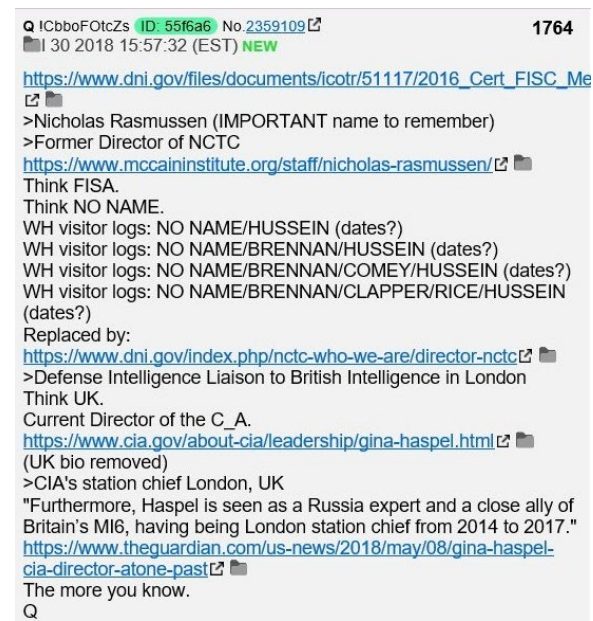 Q !CbboFOtcZs ID: 55f6a6 No.2359109
1764
l 30 2018 15:57:32 (EST) NEW
https://www.dni.gov/files/documents/icotr/51117/2016_Cert_FISC_Me
>Nicholas Rasmussen (IMPORTANT name to remember)
>Former Director of NCTC
https://www.mccaininstitute.org/staff/nicholas-rasmussen/
Think FISA.
Think NO NAME.
WH visitor logs: NO NAME/HUSSEIN (dates?)
WH visitor logs: NO NAME/BRENNAN/HUSSEIN (dates?)
WH visitor logs: NO NAME/BRENNAN/COMEY/HUSSEIN (dates?)
WH visitor logs: NO NAME/BRENNAN/CLAPPER/RICE/HUSSEIN
(dates?)
Replaced by:
https://www.dni.gov/index.php/nctc-who-we-are/director-nctc
>Defense Intelligence Liaison to British Intelligence in London
Think UK.
Current Director of the C_A.
https://www.cia.gov/about-cia/leadership/gina-haspel.html
(UK bio removed)
>CIA's station chief London, UK
"Furthermore, Haspel is seen as a Russia expert and a close ally of
Britain's MI6, having being London station chief from 2014 to 2017."
https://www.theguardian.com/us-news/2018/may/08/gina-haspel-
cia-director-atone-past
The more you know.
Q